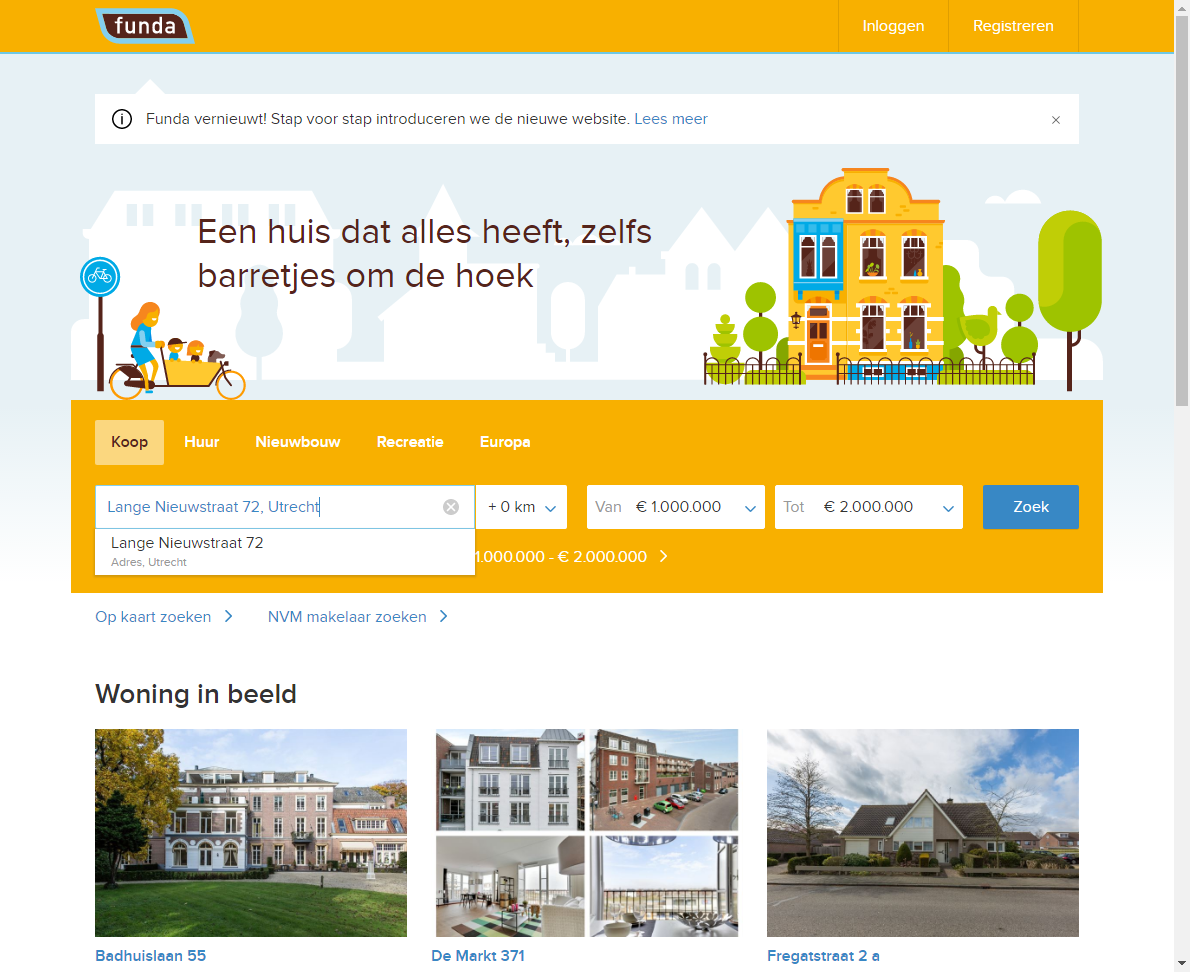 funda
Inloggen
Registreren
Funda vernieuwt! Stap voor stap introduceren we de nieuwe website. Lees meer
Een huis dat alles heeft, zelfs
barretjes om de hoek
Koop
Huur
Nieuwbouw
Recreatie
Europa
Lange Nieuwstraat 72, Utrecht
+ 0 km
Van € 1.000.000
Tot € 2.000.000
Zoek
Lange Nieuwstraat 72
Adres, Utrecht
1.000.000 - € 2.000.000
Op kaart zoeken
NVM makelaar zoeken
Woning in beeld
Badhuislaan 55
De Markt 371
Fregatstraat 2 a